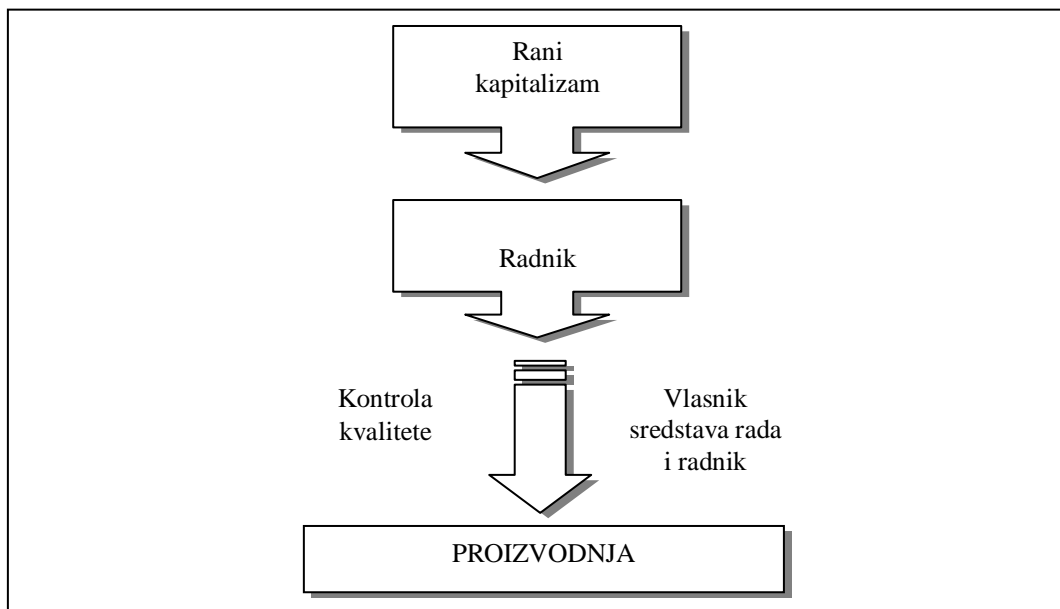 Rani
kapitalizam
Radnik
Kontrola
kvalitete
Vlasnik
sredstava rada
i radnik
PROIZVODNJA